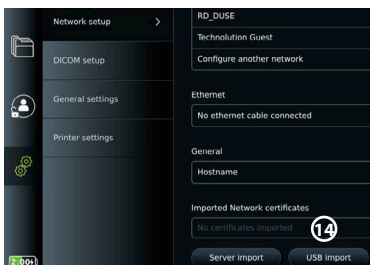 Network setup >
DICOM setup
General settings
Printer settings
2:00+
RD_DUSE
Technolution Guest
Configure another network
Ethernet
No ethernet cable connected
General
Hostname
Imported Network certificates
No certificates imported
14
Server import
USB import